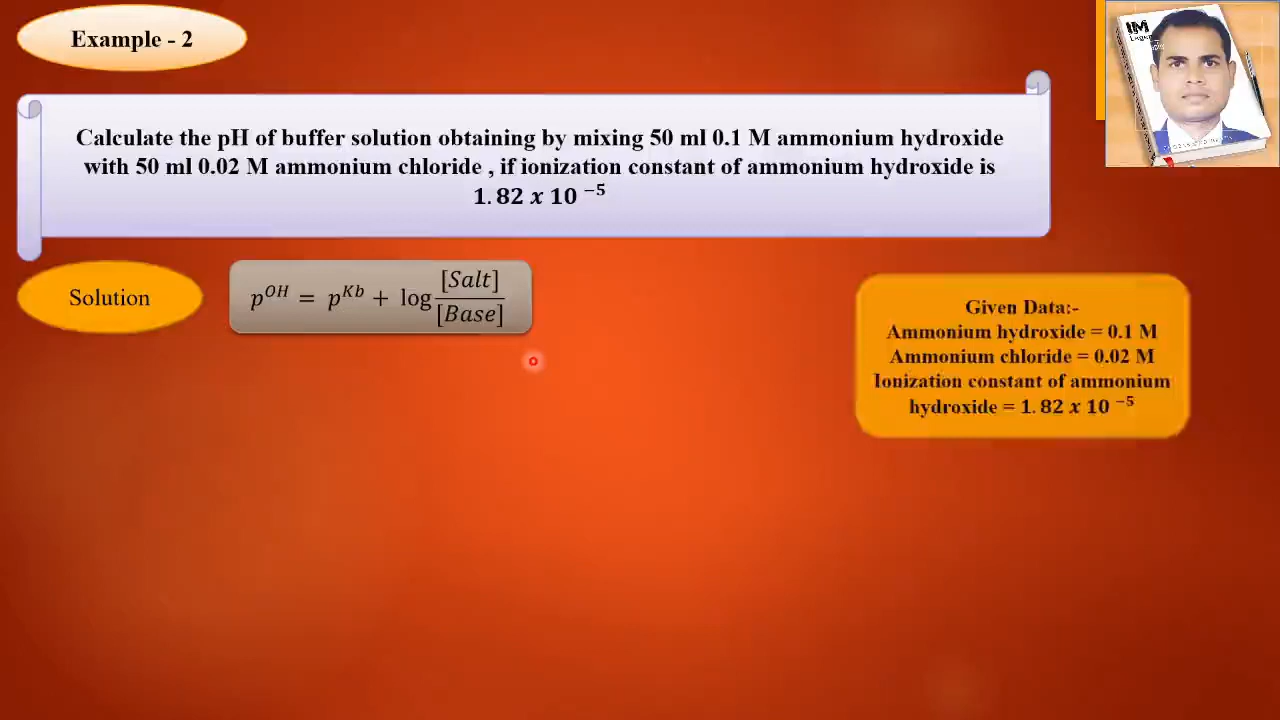 Example - 2
Calculate the pH of buffer solution obtaining by mixing 50 ml 0.1 M ammonium hydroxide
with 50 ml 0.02 M ammonium chloride , if ionization constant of ammonium hydroxide is
1.82 x 10 ⁻⁵
Solution
p^OH = p^Kb + log [Salt]/[Base]
Given Data:-
Ammonium hydroxide = 0.1 M
Ammonium chloride = 0.02 M
Ionization constant of ammonium
hydroxide = 1.82 x 10 ⁻⁵
IM